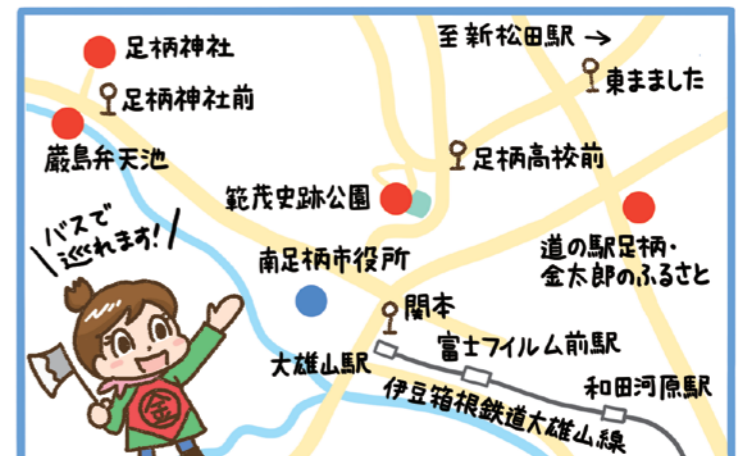 足柄神社
至新松田駅→
足柄神社前
東まました
巌島弁天池
足柄高校前
範茂史跡公園
バスで
巡れます!
南足柄市役所
道の駅足柄・
金太郎のふるさと
関本
大雄山駅
富士フイルム前駅
和田河原駅
伊豆箱根鉄道大雄山線
金